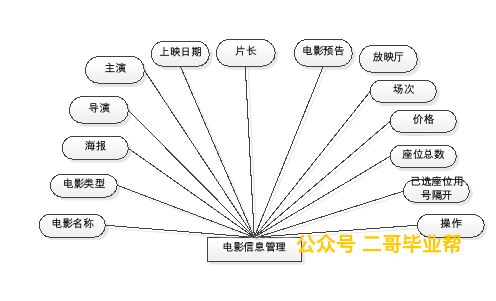 上映日期
片长
电影预告
放映厅
主演
场次
导演
价格
海报
座位总数
电影类型
已选座位用
号隔开
电影名称
操作
电影信息管理
公众号 二哥毕业帮